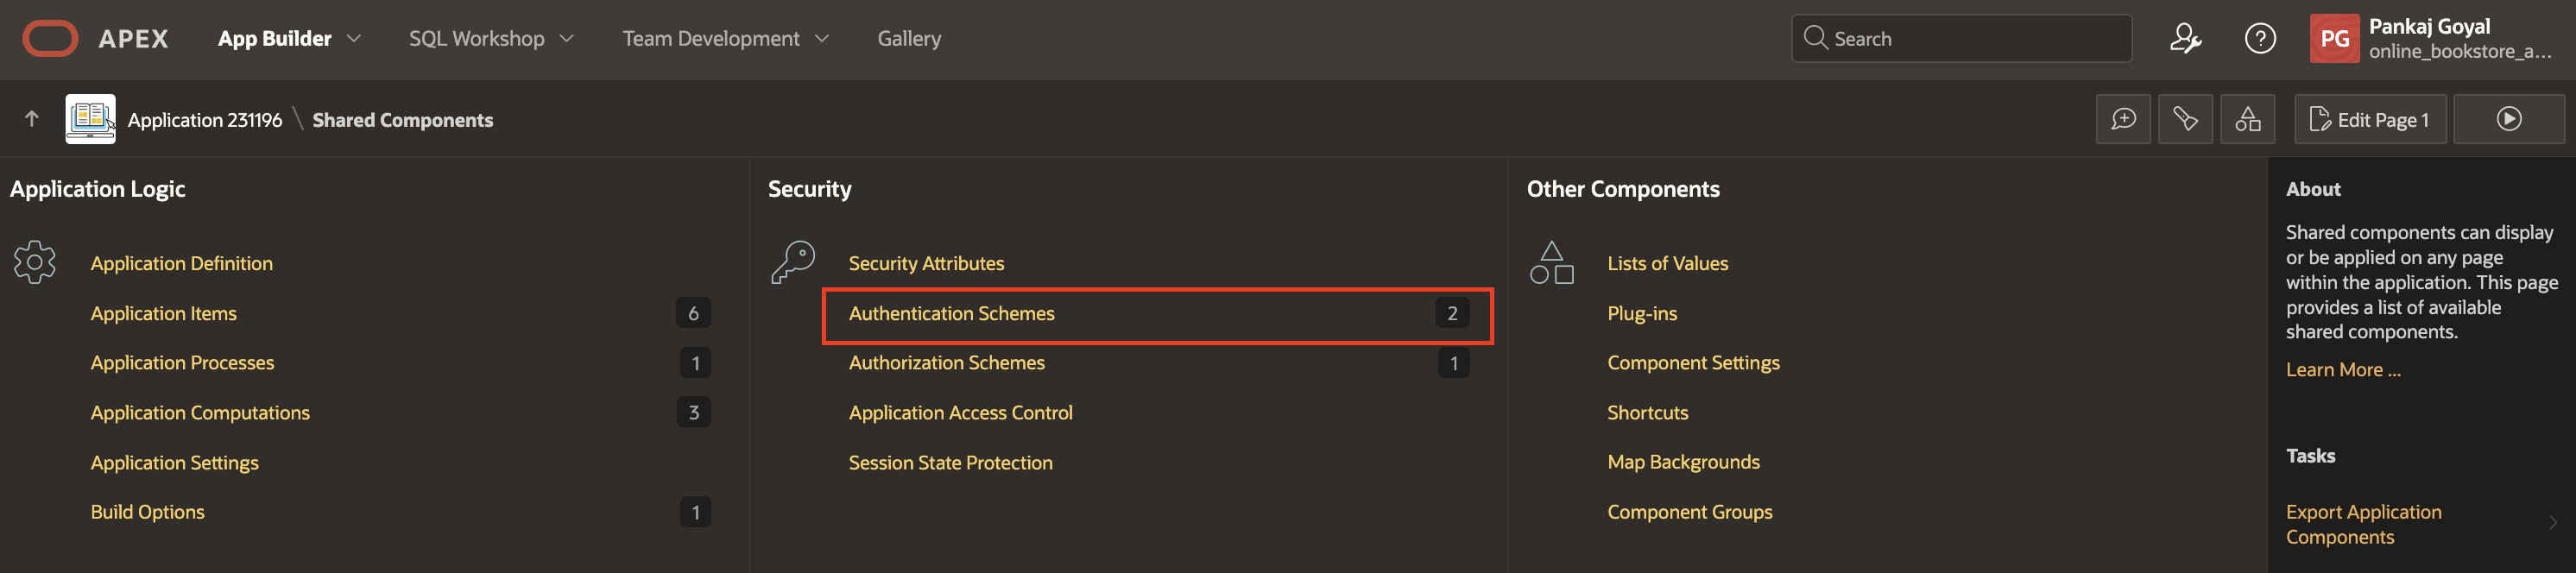 APEX
App Builder
SQL Workshop
Team Development
Gallery
Search
PG
Pankaj Goyal
online_bookstore_a...
Application 231196 \ Shared Components
Edit Page 1
Application Logic
Application Definition
Application Items 6
Application Processes 1
Application Computations 3
Application Settings
Build Options 1
Security
Security Attributes
Authentication Schemes 2
Authorization Schemes 1
Application Access Control
Session State Protection
Other Components
Lists of Values
Plug-ins
Component Settings
Shortcuts
Map Backgrounds
Component Groups
About
Shared components can display
or be applied on any page
within the application. This page
provides a list of available
shared components.
Learn More ...
Tasks
Export Application
Components